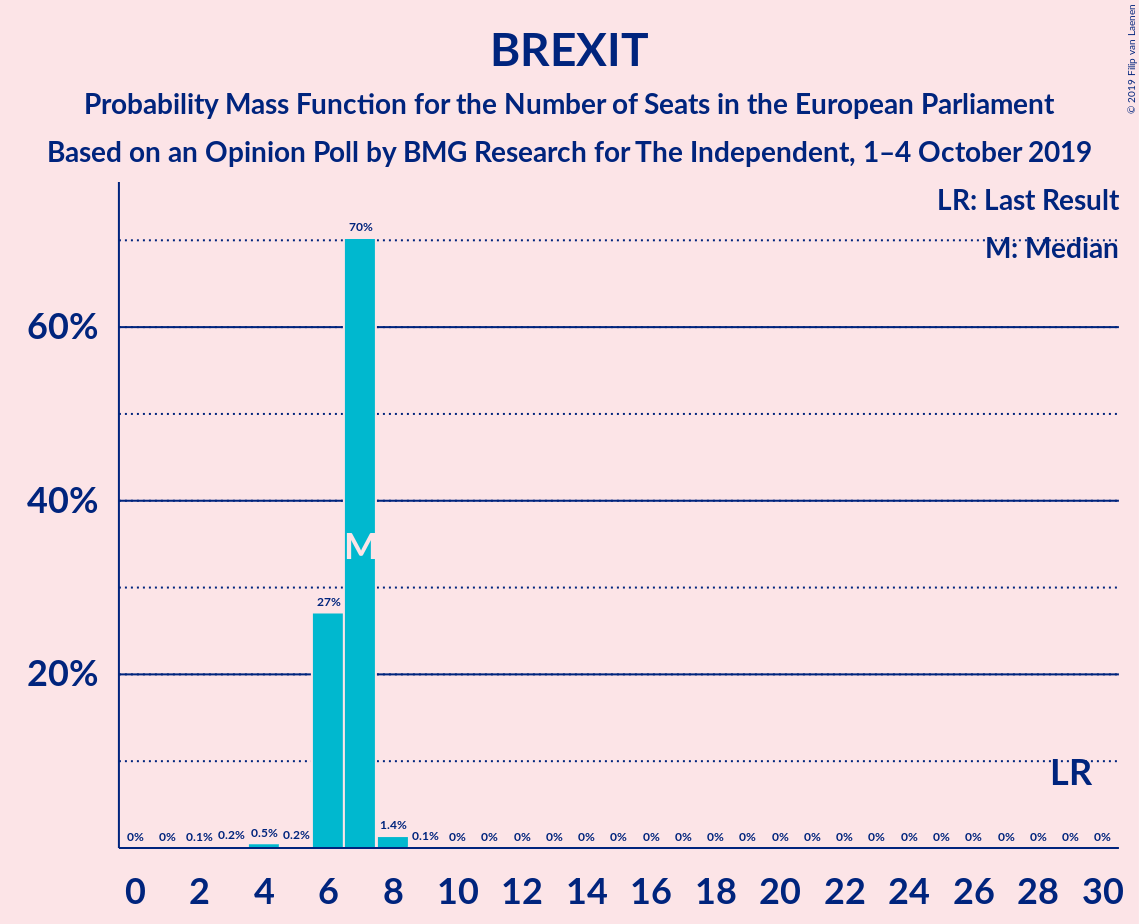 BREXIT
Probability Mass Function for the Number of Seats in the European Parliament
Based on an Opinion Poll by BMG Research for The Independent, 1–4 October 2019
© 2019 Filip van Laenen
LR: Last Result
M: Median
60%
40%
20%
0% 0% 0.1% 0.2% 0.5% 0.2% 27% 70% 1.4% 0.1% 0% 0% 0% 0% 0% 0% 0% 0% 0% 0% 0% 0% 0% 0% 0% 0% 0% 0% 0% 0% 0%
M
LR
0 2 4 6 8 10 12 14 16 18 20 22 24 26 28 30